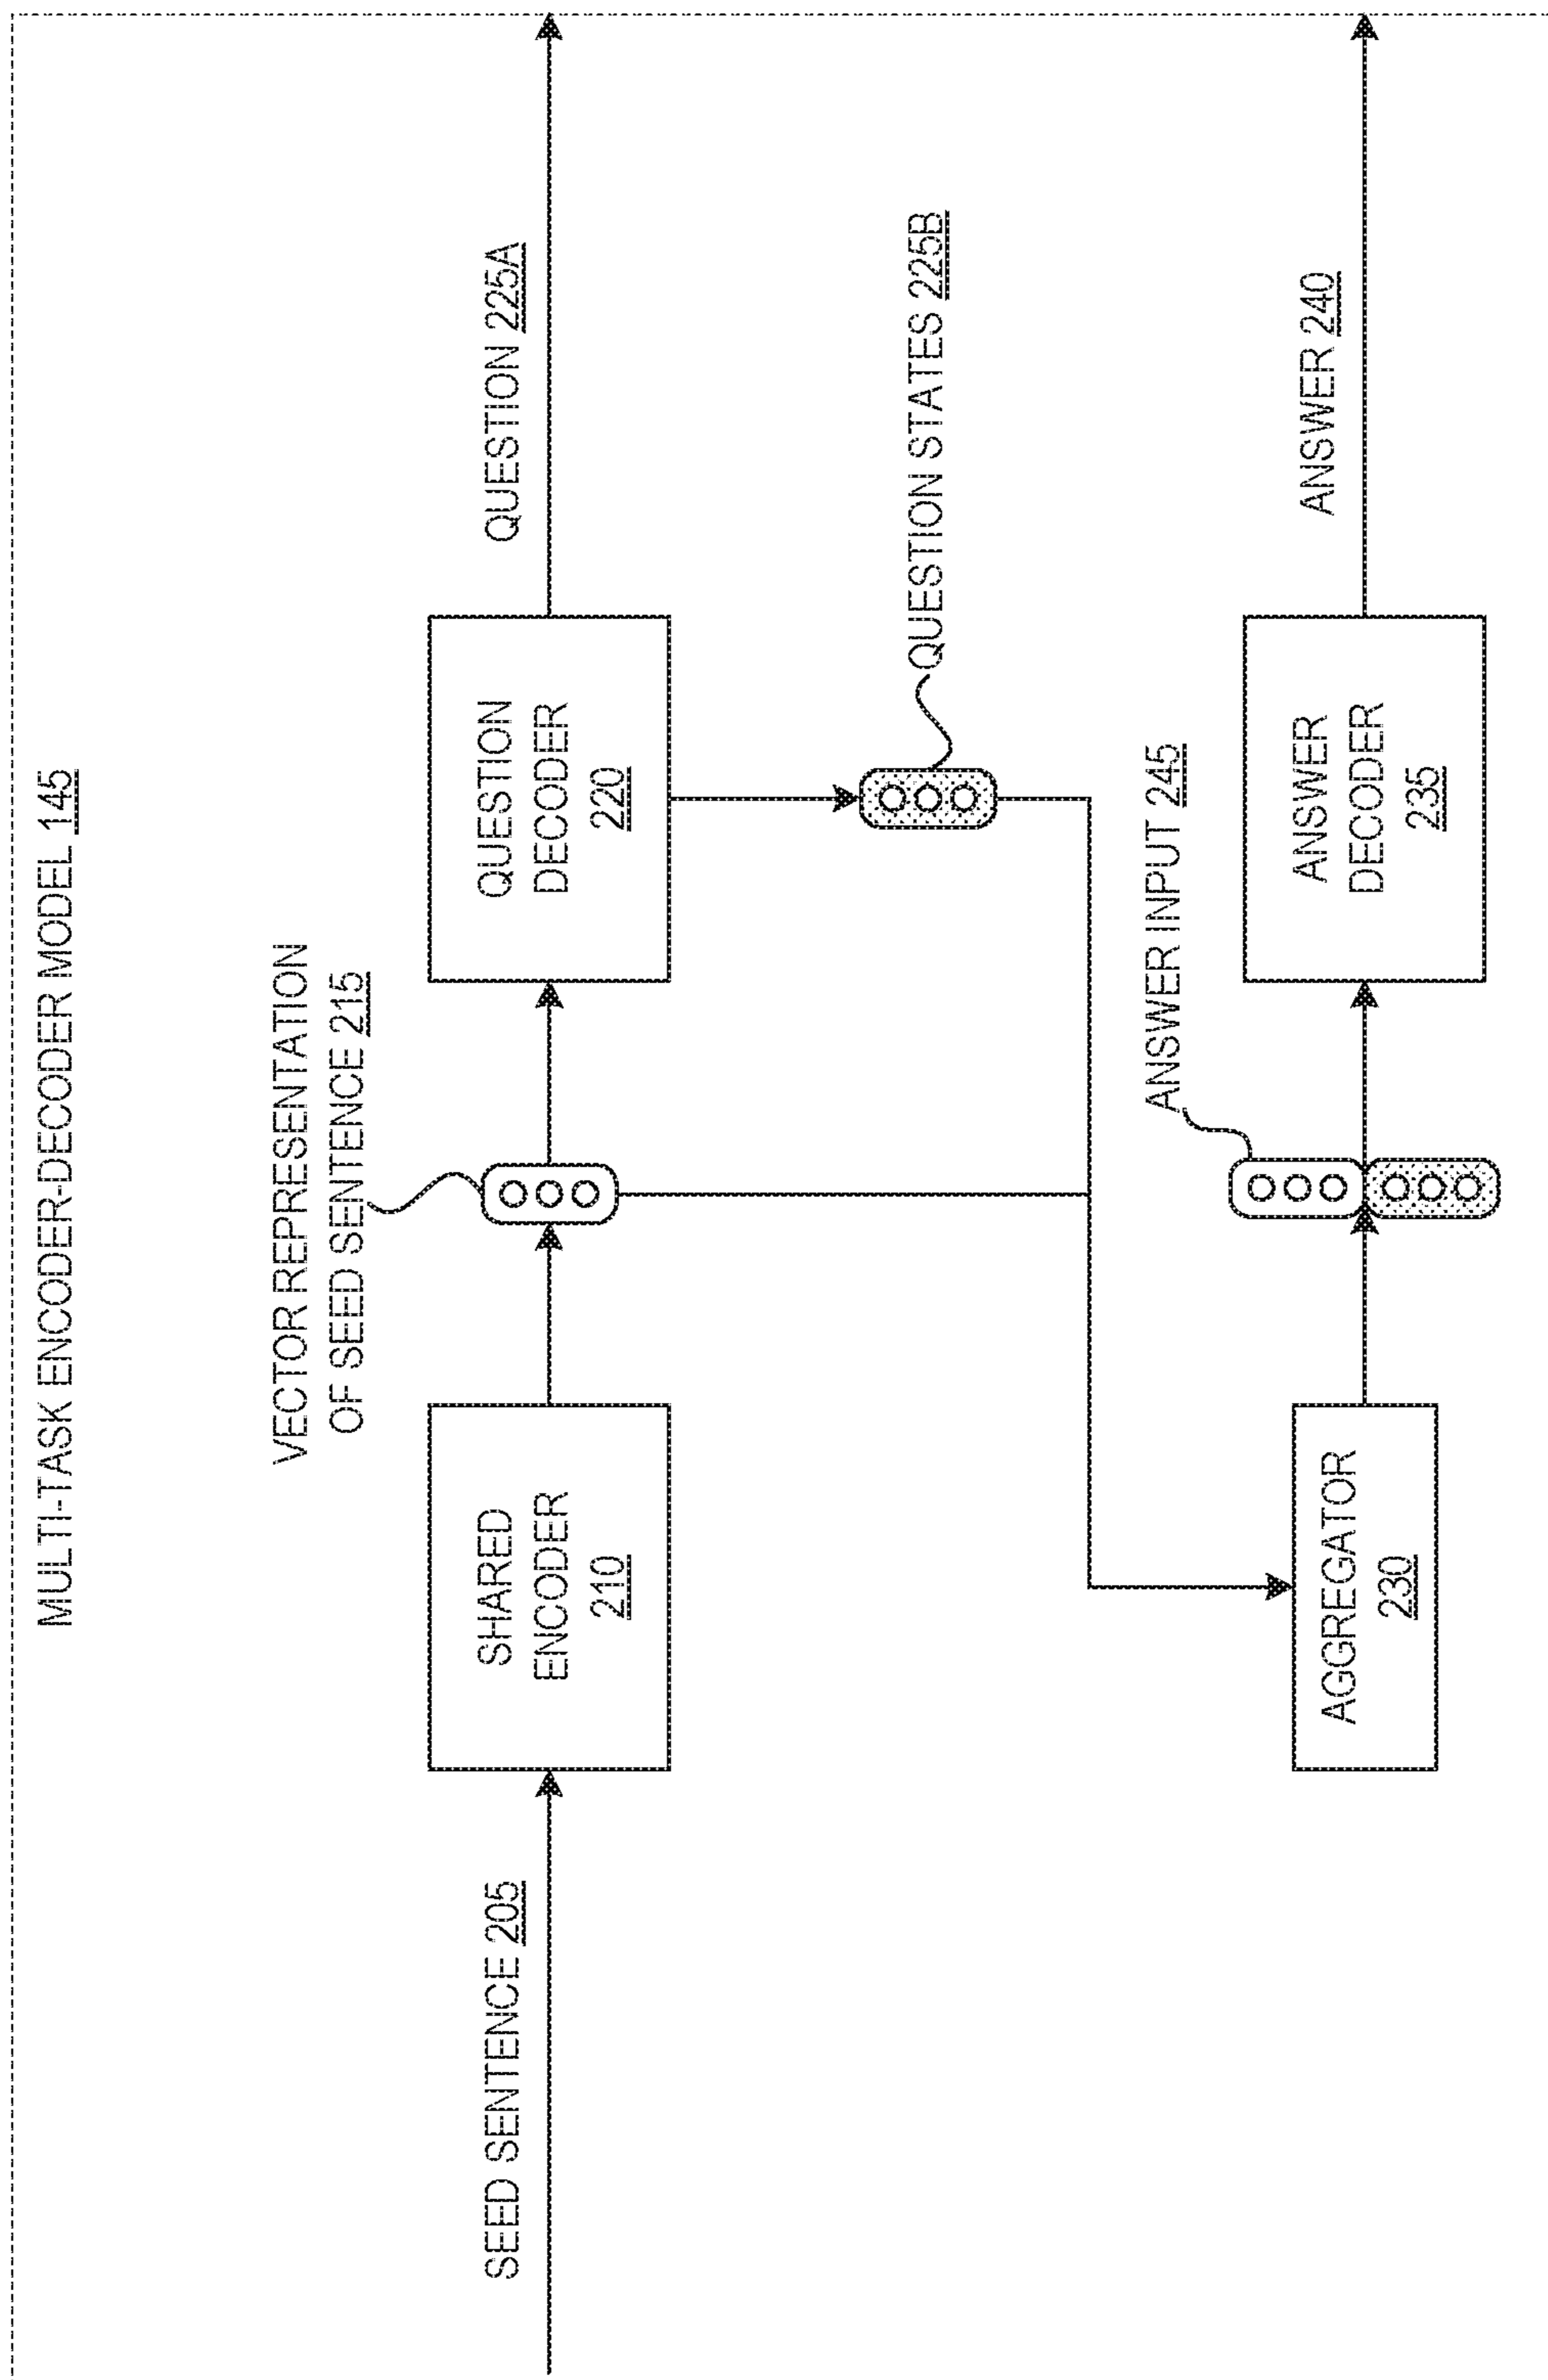 MULTI-TASK ENCODER-DECODER MODEL 145
VECTOR REPRESENTATION
OF SEED SENTENCE 215
SEED SENTENCE 205
SHARED
ENCODER
210
QUESTION
DECODER
220
QUESTION 225A
QUESTION STATES 225B
ANSWER INPUT 245
AGGREGATOR
230
ANSWER
DECODER
235
ANSWER 240